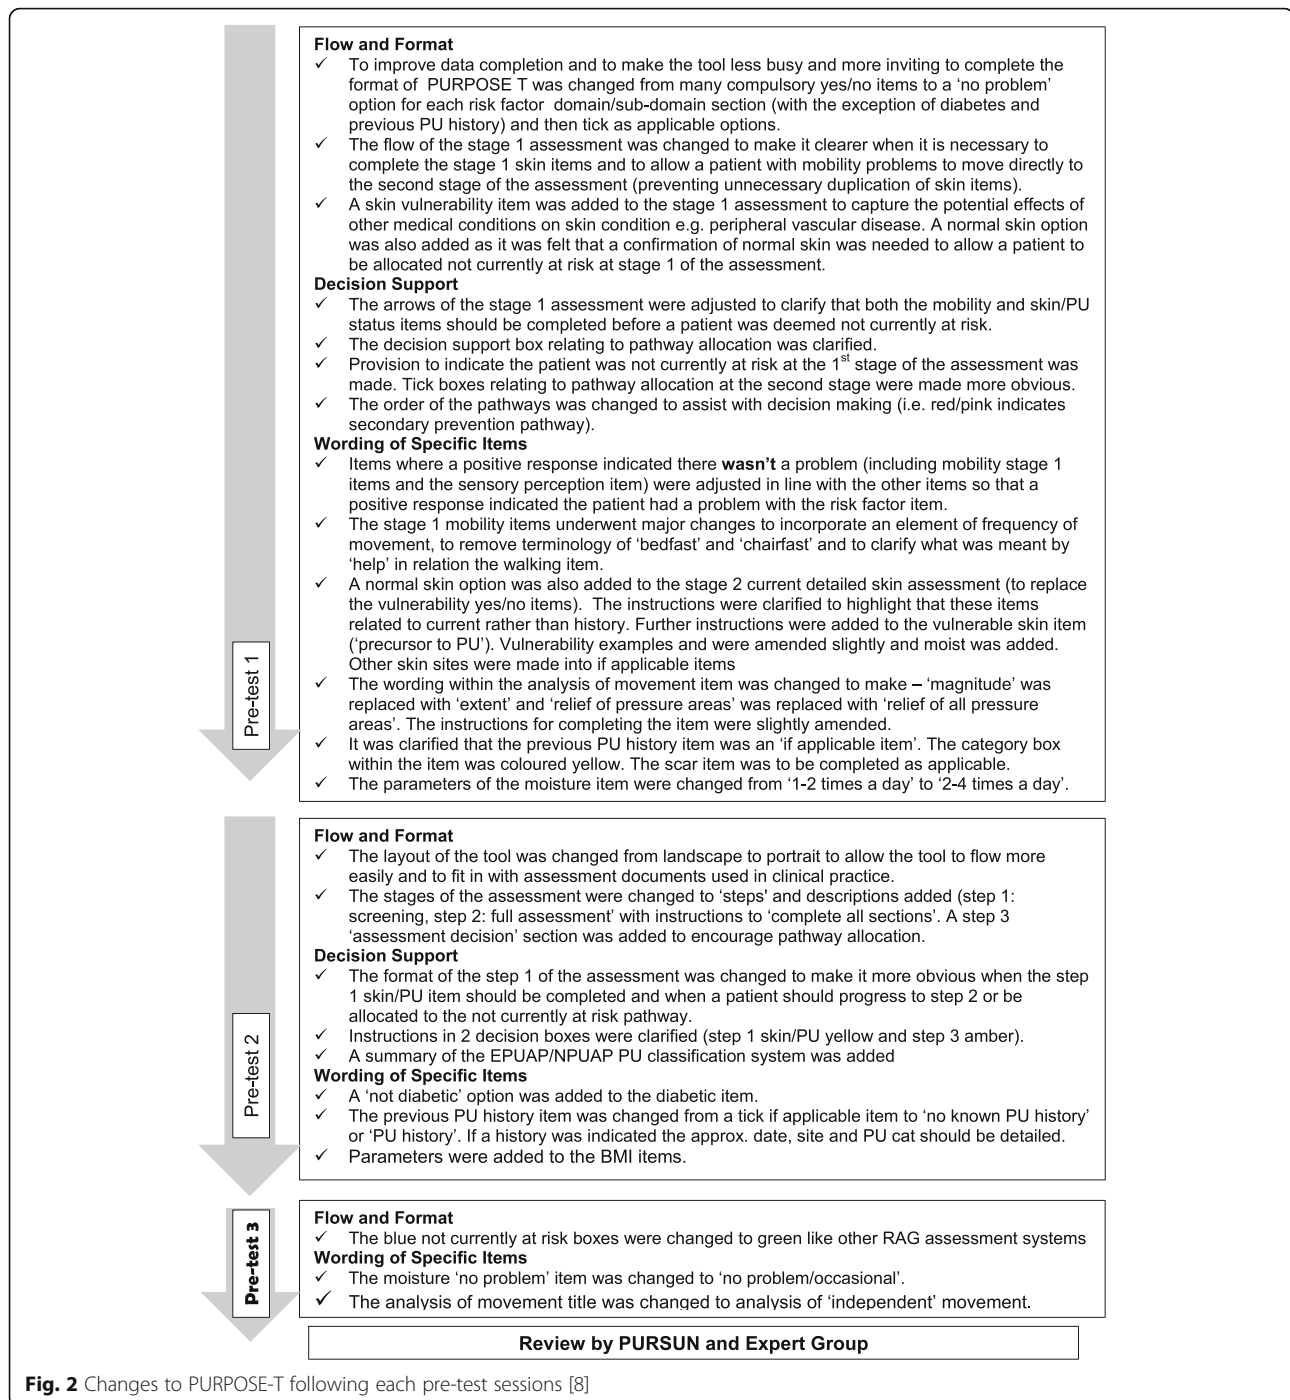 Flow and Format
✓ To improve data completion and to make the tool less busy and more inviting to complete the
format of PURPOSE T was changed from many compulsory yes/no items to a ‘no problem’
option for each risk factor domain/sub-domain section (with the exception of diabetes and
previous PU history) and then tick as applicable options.
✓ The flow of the stage 1 assessment was changed to make it clearer when it is necessary to
complete the stage 1 skin items and to allow a patient with mobility problems to move directly to
the second stage of the assessment (preventing unnecessary duplication of skin items).
✓ A skin vulnerability item was added to the stage 1 assessment to capture the potential effects of
other medical conditions on skin condition e.g. peripheral vascular disease. A normal skin option
was also added as it was felt that a confirmation of normal skin was needed to allow a patient to
be allocated not currently at risk at stage 1 of the assessment.
Decision Support
✓ The arrows of the stage 1 assessment were adjusted to clarify that both the mobility and skin/PU
status items should be completed before a patient was deemed not currently at risk.
✓ The decision support box relating to pathway allocation was clarified.
✓ Provision to indicate the patient was not currently at risk at the 1st stage of the assessment was
made. Tick boxes relating to pathway allocation at the second stage were made more obvious.
✓ The order of the pathways was changed to assist with decision making (i.e. red/pink indicates
secondary prevention pathway).
Wording of Specific Items
✓ Items where a positive response indicated there wasn’t a problem (including mobility stage 1
items and the sensory perception item) were adjusted in line with the other items so that a
positive response indicated the patient had a problem with the risk factor item.
✓ The stage 1 mobility items underwent major changes to incorporate an element of frequency of
movement, to remove terminology of ‘bedfast’ and ‘chairfast’ and to clarify what was meant by
‘help’ in relation the walking item.
✓ A normal skin option was also added to the stage 2 current detailed skin assessment (to replace
the vulnerability yes/no items). The instructions were clarified to highlight that these items
related to current rather than history. Further instructions were added to the vulnerable skin item
(‘precursor to PU’). Vulnerability examples and were amended slightly and moist was added.
Other skin sites were made into if applicable items
✓ The wording within the analysis of movement item was changed to make – ‘magnitude’ was
replaced with ‘extent’ and ‘relief of pressure areas’ was replaced with ‘relief of all pressure
areas’. The instructions for completing the item were slightly amended.
✓ It was clarified that the previous PU history item was an ‘if applicable item’. The category box
within the item was coloured yellow. The scar item was to be completed as applicable.
✓ The parameters of the moisture item were changed from ‘1-2 times a day’ to ‘2-4 times a day’.
Pre-test 1
Flow and Format
✓ The layout of the tool was changed from landscape to portrait to allow the tool to flow more
easily and to fit in with assessment documents used in clinical practice.
✓ The stages of the assessment were changed to ‘steps' and descriptions added (step 1:
screening, step 2: full assessment’ with instructions to ‘complete all sections’. A step 3
‘assessment decision’ section was added to encourage pathway allocation.
Decision Support
✓ The format of the step 1 of the assessment was changed to make it more obvious when the step
1 skin/PU item should be completed and when a patient should progress to step 2 or be
allocated to the not currently at risk pathway.
✓ Instructions in 2 decision boxes were clarified (step 1 skin/PU yellow and step 3 amber).
✓ A summary of the EPUAP/NPUAP PU classification system was added
Wording of Specific Items
✓ A ‘not diabetic’ option was added to the diabetic item.
✓ The previous PU history item was changed from a tick if applicable item to ‘no known PU history’
or ‘PU history’. If a history was indicated the approx. date, site and PU cat should be detailed.
✓ Parameters were added to the BMI items.
Pre-test 2
Flow and Format
✓ The blue not currently at risk boxes were changed to green like other RAG assessment systems
Wording of Specific Items
✓ The moisture ‘no problem’ item was changed to ‘no problem/occasional’.
✓ The analysis of movement title was changed to analysis of ‘independent’ movement.
Pre-test 3
Review by PURSUN and Expert Group
Fig. 2 Changes to PURPOSE-T following each pre-test sessions [8]